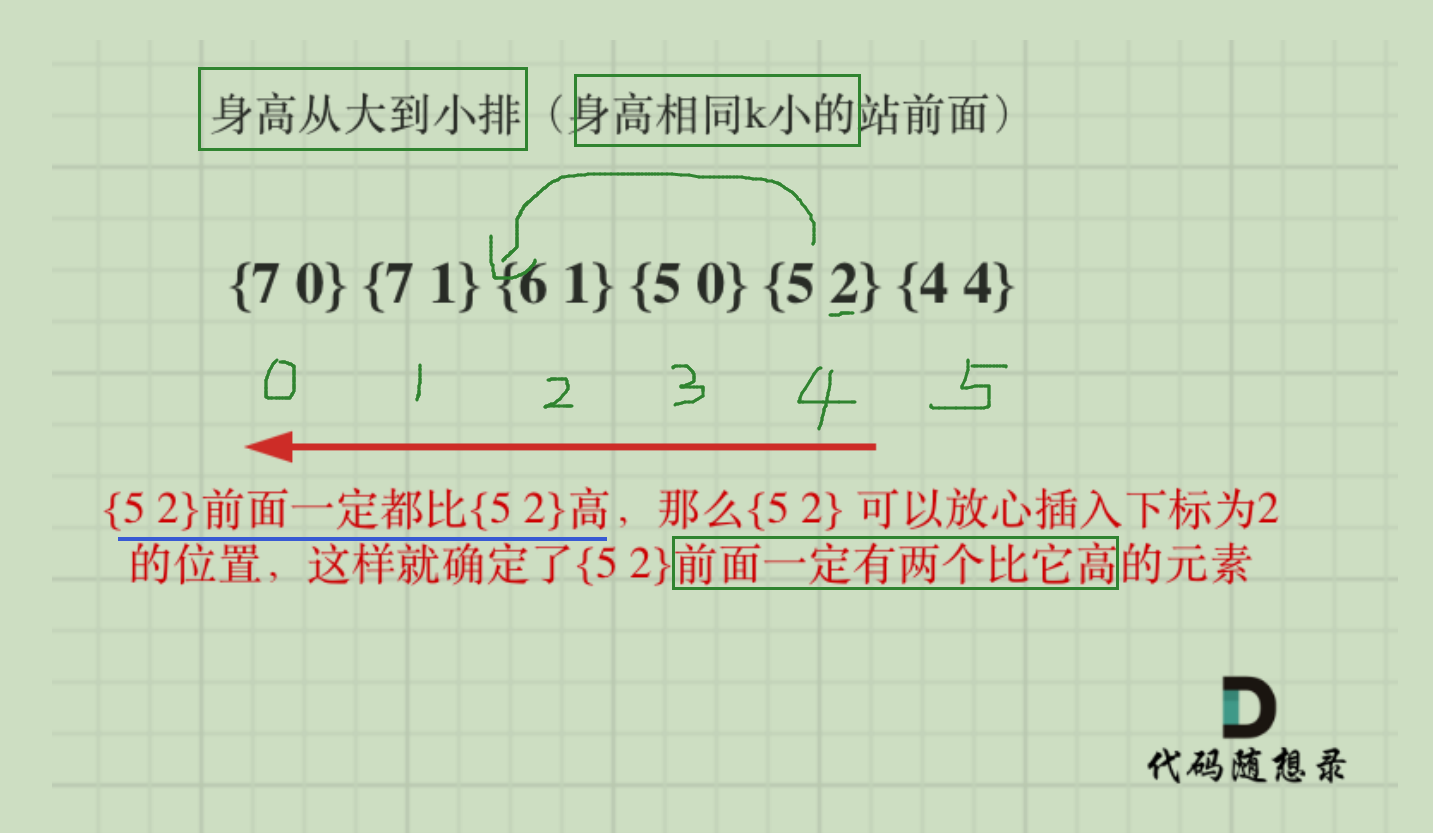 身高从大到小排（身高相同k小的站前面）
{7 0} {7 1} {6 1} {5 0} {5 2} {4 4}
0 1 2 3 4 5
{5 2}前面一定都比{5 2}高，那么{5 2} 可以放心插入下标为2
的位置，这样就确定了{5 2}前面一定有两个比它高的元素
代码随想录